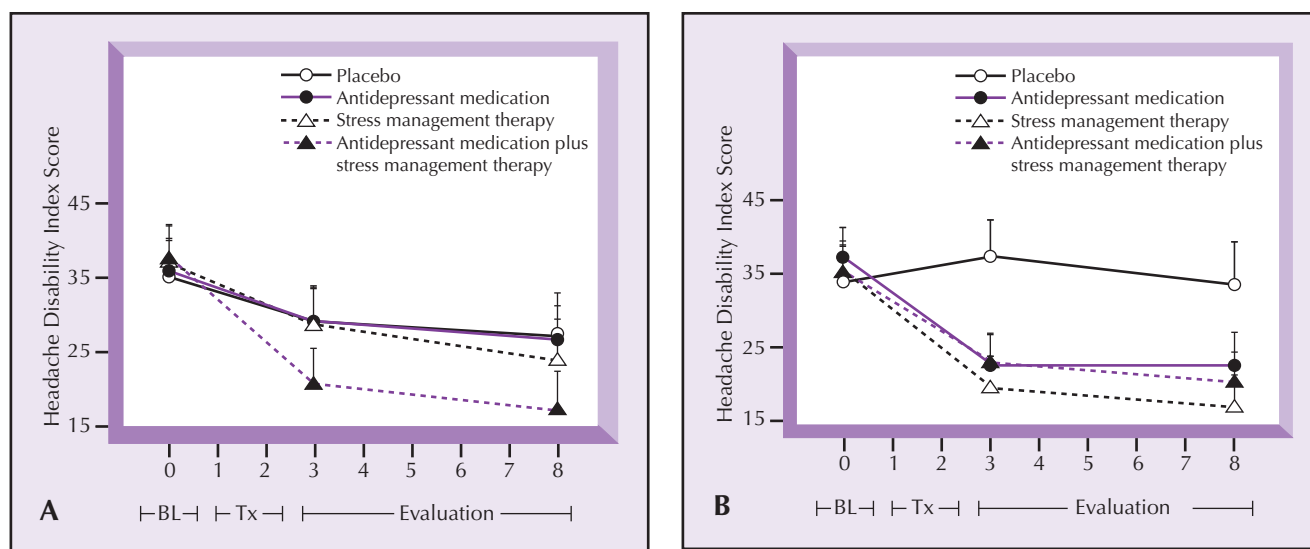 Placebo
Antidepressant medication
Stress management therapy
Antidepressant medication plus
stress management therapy
Headache Disability Index Score
45
35
25
15
0 1 2 3 4 5 6 7 8
A
BL Tx Evaluation
Placebo
Antidepressant medication
Stress management therapy
Antidepressant medication plus
stress management therapy
Headache Disability Index Score
45
35
25
15
0 1 2 3 4 5 6 7 8
B
BL Tx Evaluation